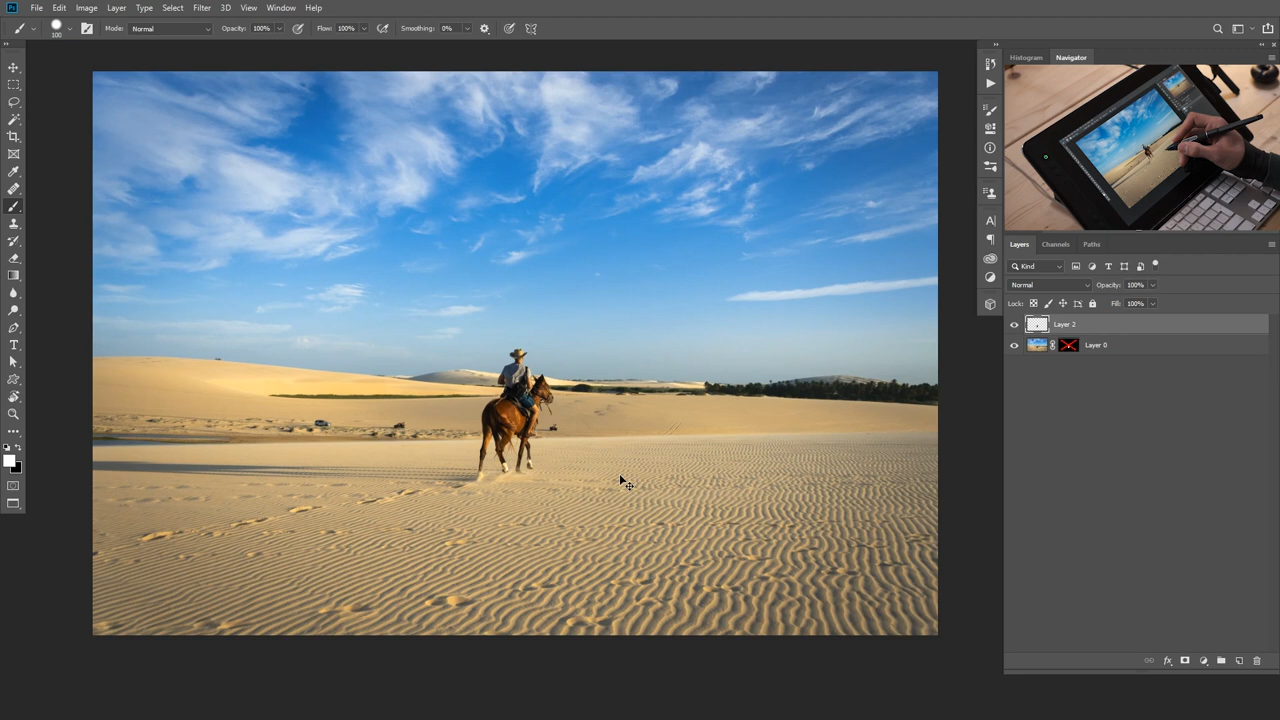 Ps File Edit Image Layer Type Select Filter 3D View Window Help
100 Mode: Normal Opacity: 100% Flow: 100% Smoothing: 0%
Histogram Navigator
Layers Channels Paths
Kind
Normal Opacity: 100%
Lock: Fill: 100%
Layer 2
Layer 0